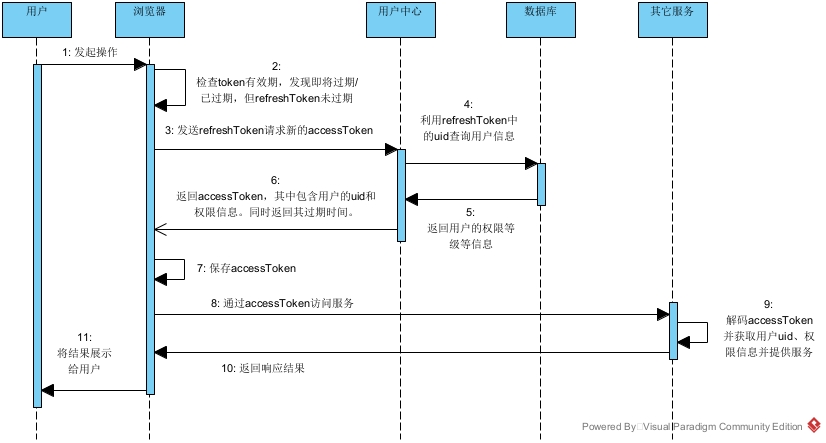 用户
浏览器
用户中心
数据库
其它服务
1: 发起操作
2:
检查token有效期，发现即将过期/
已过期，但refreshToken未过期
3: 发送refreshToken请求新的accessToken
4:
利用refreshToken中
的uid查询用户信息
5:
返回用户的权限等
级等信息
6:
返回accessToken，其中包含用户的uid和
权限信息。同时返回其过期时间。
7: 保存accessToken
8: 通过accessToken访问服务
9:
解码accessToken
并获取用户uid、权
限信息并提供服务
10: 返回响应结果
11:
将结果展示
给用户
Powered By Visual Paradigm Community Edition